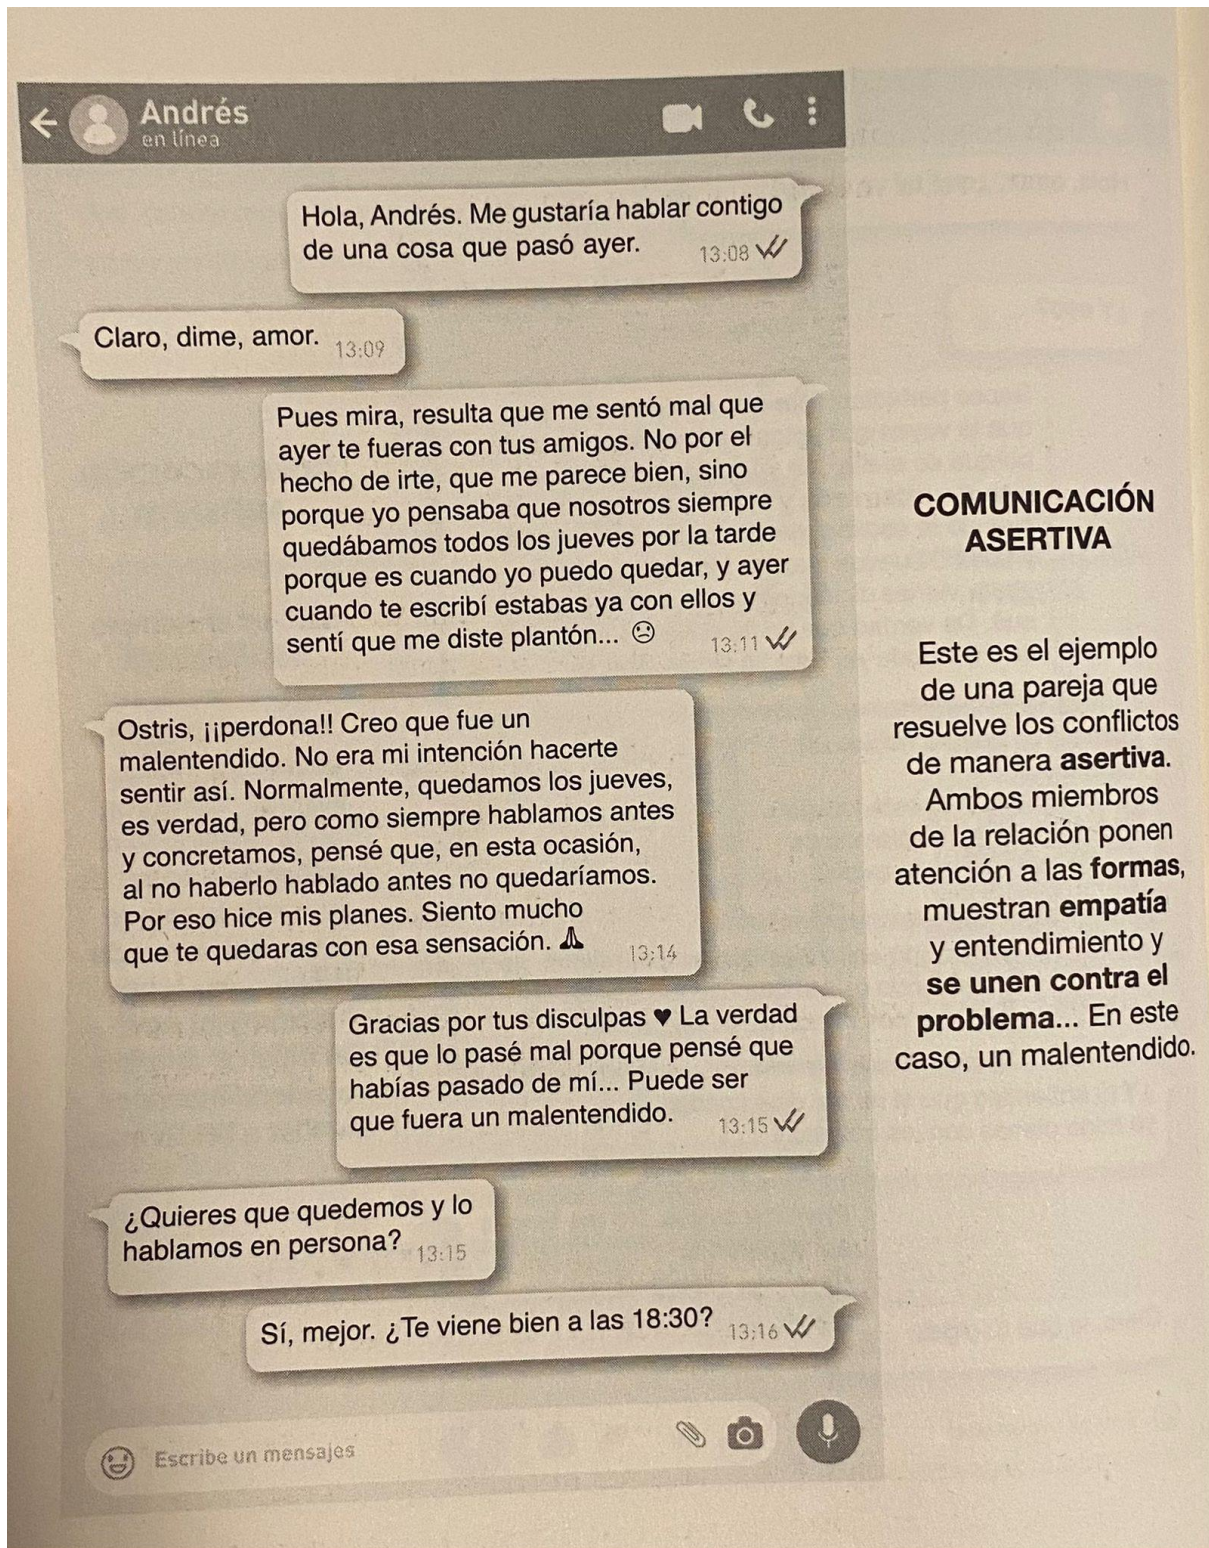 Andrés
en línea
Hola, Andrés. Me gustaría hablar contigo
de una cosa que pasó ayer.
13:08
Claro, dime, amor.
13:09
Pues mira, resulta que me sentó mal que
ayer te fueras con tus amigos. No por el
hecho de irte, que me parece bien, sino
porque yo pensaba que nosotros siempre
quedábamos todos los jueves por la tarde
porque es cuando yo puedo quedar, y ayer
cuando te escribí estabas ya con ellos y
sentí que me diste plantón... ☹
13:11
Ostris, ¡¡perdona!! Creo que fue un
malentendido. No era mi intención hacerte
sentir así. Normalmente, quedamos los jueves,
es verdad, pero como siempre hablamos antes
y concretamos, pensé que, en esta ocasión,
al no haberlo hablado antes no quedaríamos.
Por eso hice mis planes. Siento mucho
que te quedaras con esa sensación. 🙏
13:14
Gracias por tus disculpas ♥ La verdad
es que lo pasé mal porque pensé que
habías pasado de mí... Puede ser
que fuera un malentendido.
13:15
¿Quieres que quedemos y lo
hablamos en persona?
13:15
Sí, mejor. ¿Te viene bien a las 18:30?
13:16
Escribe un mensajes
COMUNICACIÓN
ASERTIVA
Este es el ejemplo
de una pareja que
resuelve los conflictos
de manera asertiva.
Ambos miembros
de la relación ponen
atención a las formas,
muestran empatía
y entendimiento y
se unen contra el
problema... En este
caso, un malentendido.